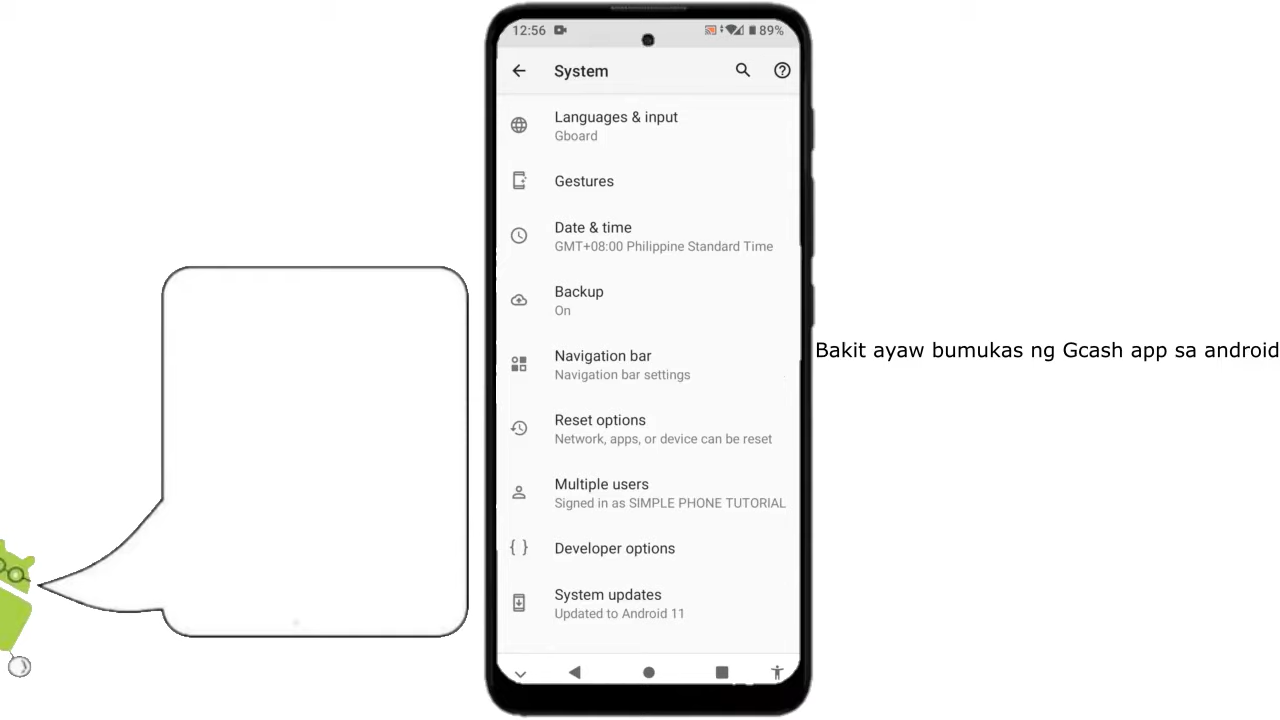 12:56
89%
System
Languages & input
Gboard
Gestures
Date & time
GMT+08:00 Philippine Standard Time
Backup
On
Navigation bar
Navigation bar settings
Reset options
Network, apps, or device can be reset
Multiple users
Signed in as SIMPLE PHONE TUTORIAL
{ } Developer options
System updates
Updated to Android 11
Bakit ayaw bumukas ng Gcash app sa android